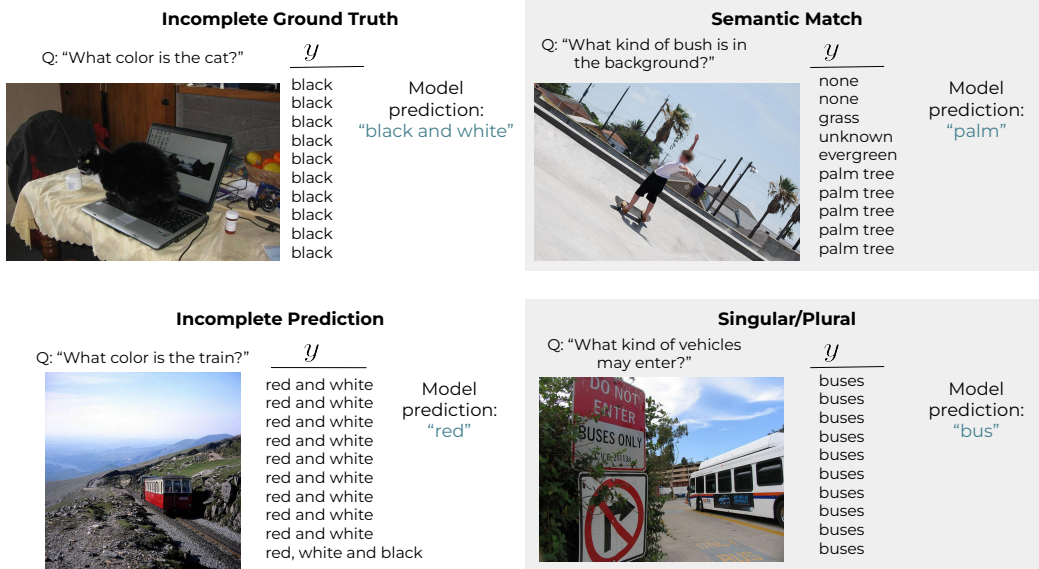 Incomplete Ground Truth
Q: “What color is the cat?”
y
black
black
black
black
black
black
black
black
black
black
Model
prediction:
“black and white”
Semantic Match
Q: “What kind of bush is in
the background?”
y
none
none
grass
unknown
evergreen
palm tree
palm tree
palm tree
palm tree
palm tree
Model
prediction:
“palm”
Incomplete Prediction
Q: “What color is the train?”
y
red and white
red and white
red and white
red and white
red and white
red and white
red and white
red and white
red and white
red, white and black
Model
prediction:
“red”
Singular/Plural
Q: “What kind of vehicles
may enter?”
y
DO NOT
ENTER
BUSES ONLY
buses
buses
buses
buses
buses
buses
buses
buses
buses
buses
Model
prediction:
“bus”